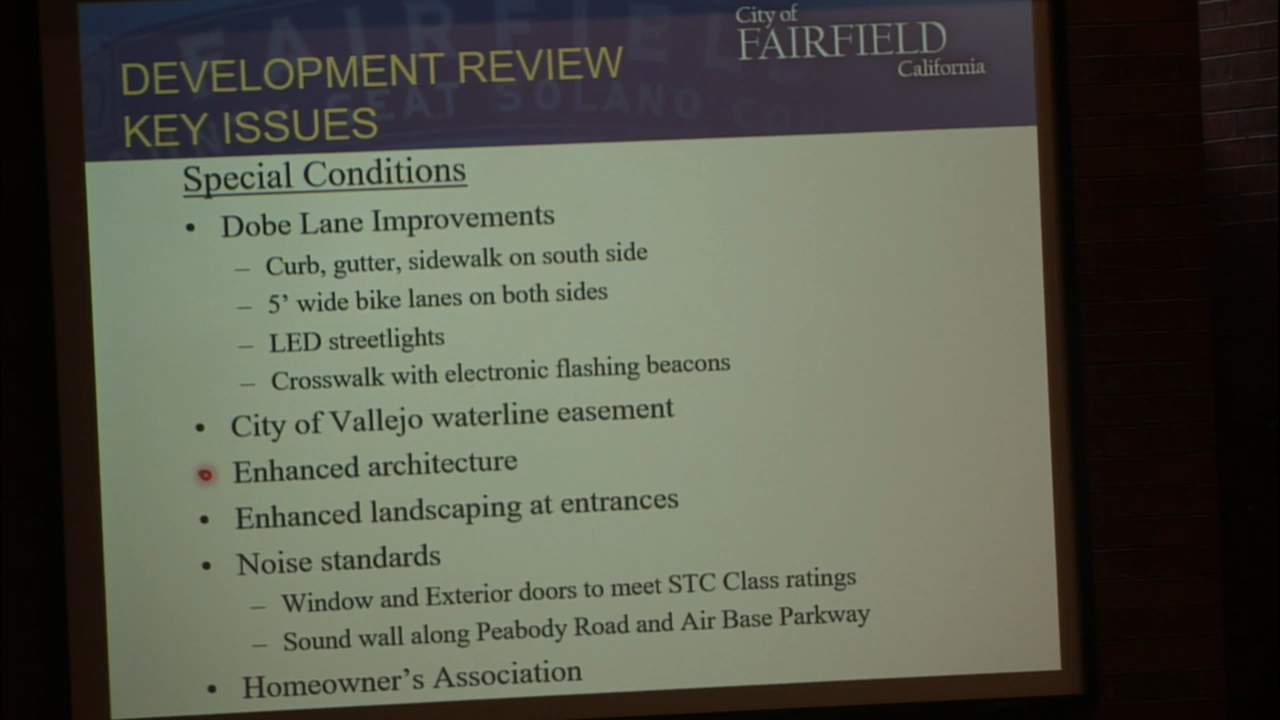 City of
FAIRFIELD
California
DEVELOPMENT REVIEW
KEY ISSUES
Special Conditions
• Dobe Lane Improvements
– Curb, gutter, sidewalk on south side
– 5’ wide bike lanes on both sides
– LED streetlights
– Crosswalk with electronic flashing beacons
• City of Vallejo waterline easement
• Enhanced architecture
• Enhanced landscaping at entrances
• Noise standards
– Window and Exterior doors to meet STC Class ratings
– Sound wall along Peabody Road and Air Base Parkway
• Homeowner’s Association
FAIRFIEL
SEAT SOLANO